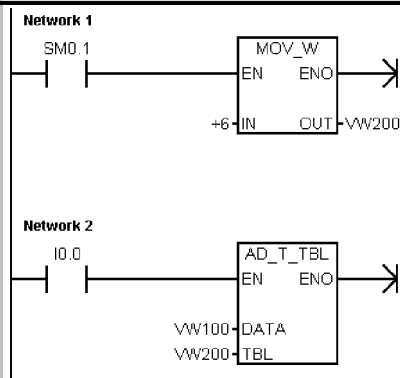 Network 1
SM0.1
MOV_W
EN ENO
+6 IN OUT VW200
Network 2
I0.0
AD_T_TBL
EN ENO
VW100 DATA
VW200 TBL